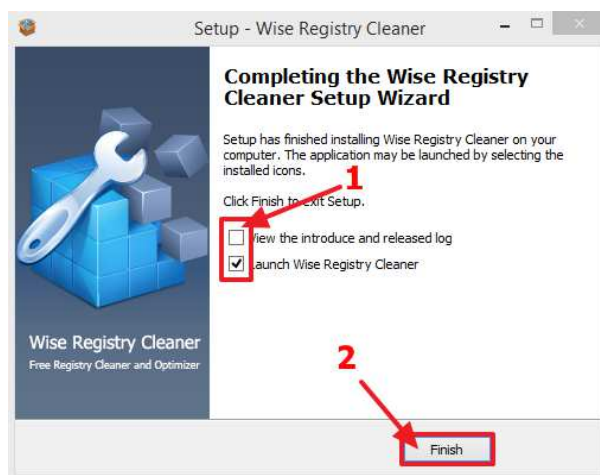 Setup - Wise Registry Cleaner
Completing the Wise Registry
Cleaner Setup Wizard
Setup has finished installing Wise Registry Cleaner on your
computer. The application may be launched by selecting the
installed icons.
1
Click Finish to exit Setup.
View the introduce and released log
Launch Wise Registry Cleaner
Wise Registry Cleaner
Free Registry Cleaner and Optimizer
2
Finish